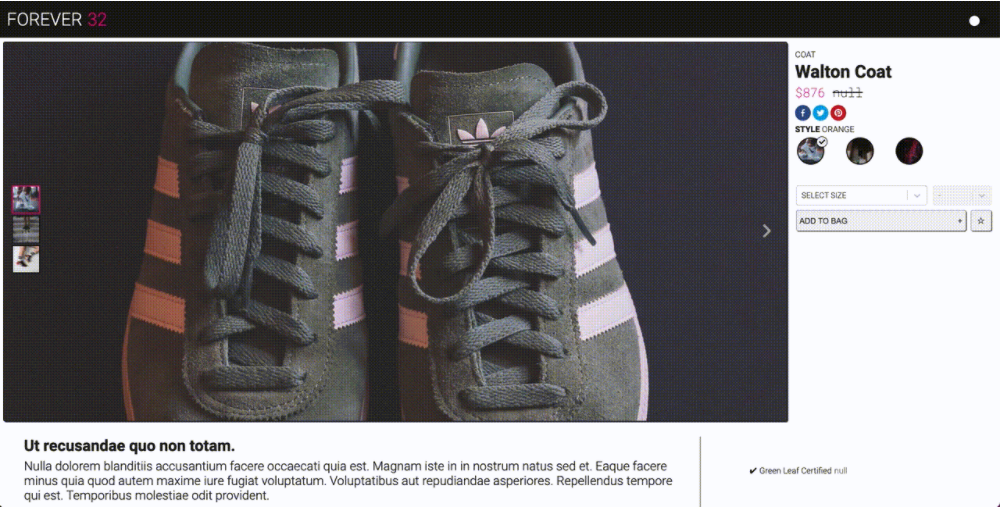 FOREVER 32
COAT
Walton Coat
$876 null
STYLE ORANGE
SELECT SIZE
-
ADD TO BAG +
Ut recusandae quo non totam.
Nulla dolorem blanditiis accusantium facere occaecati quia est. Magnam iste in in nostrum natus sed et. Eaque facere
minus quia quod autem maxime iure fugiat voluptatum. Voluptatibus aut repudiandae asperiores. Repellendus tempore
qui est. Temporibus molestiae odit provident.
✔ Green Leaf Certified null